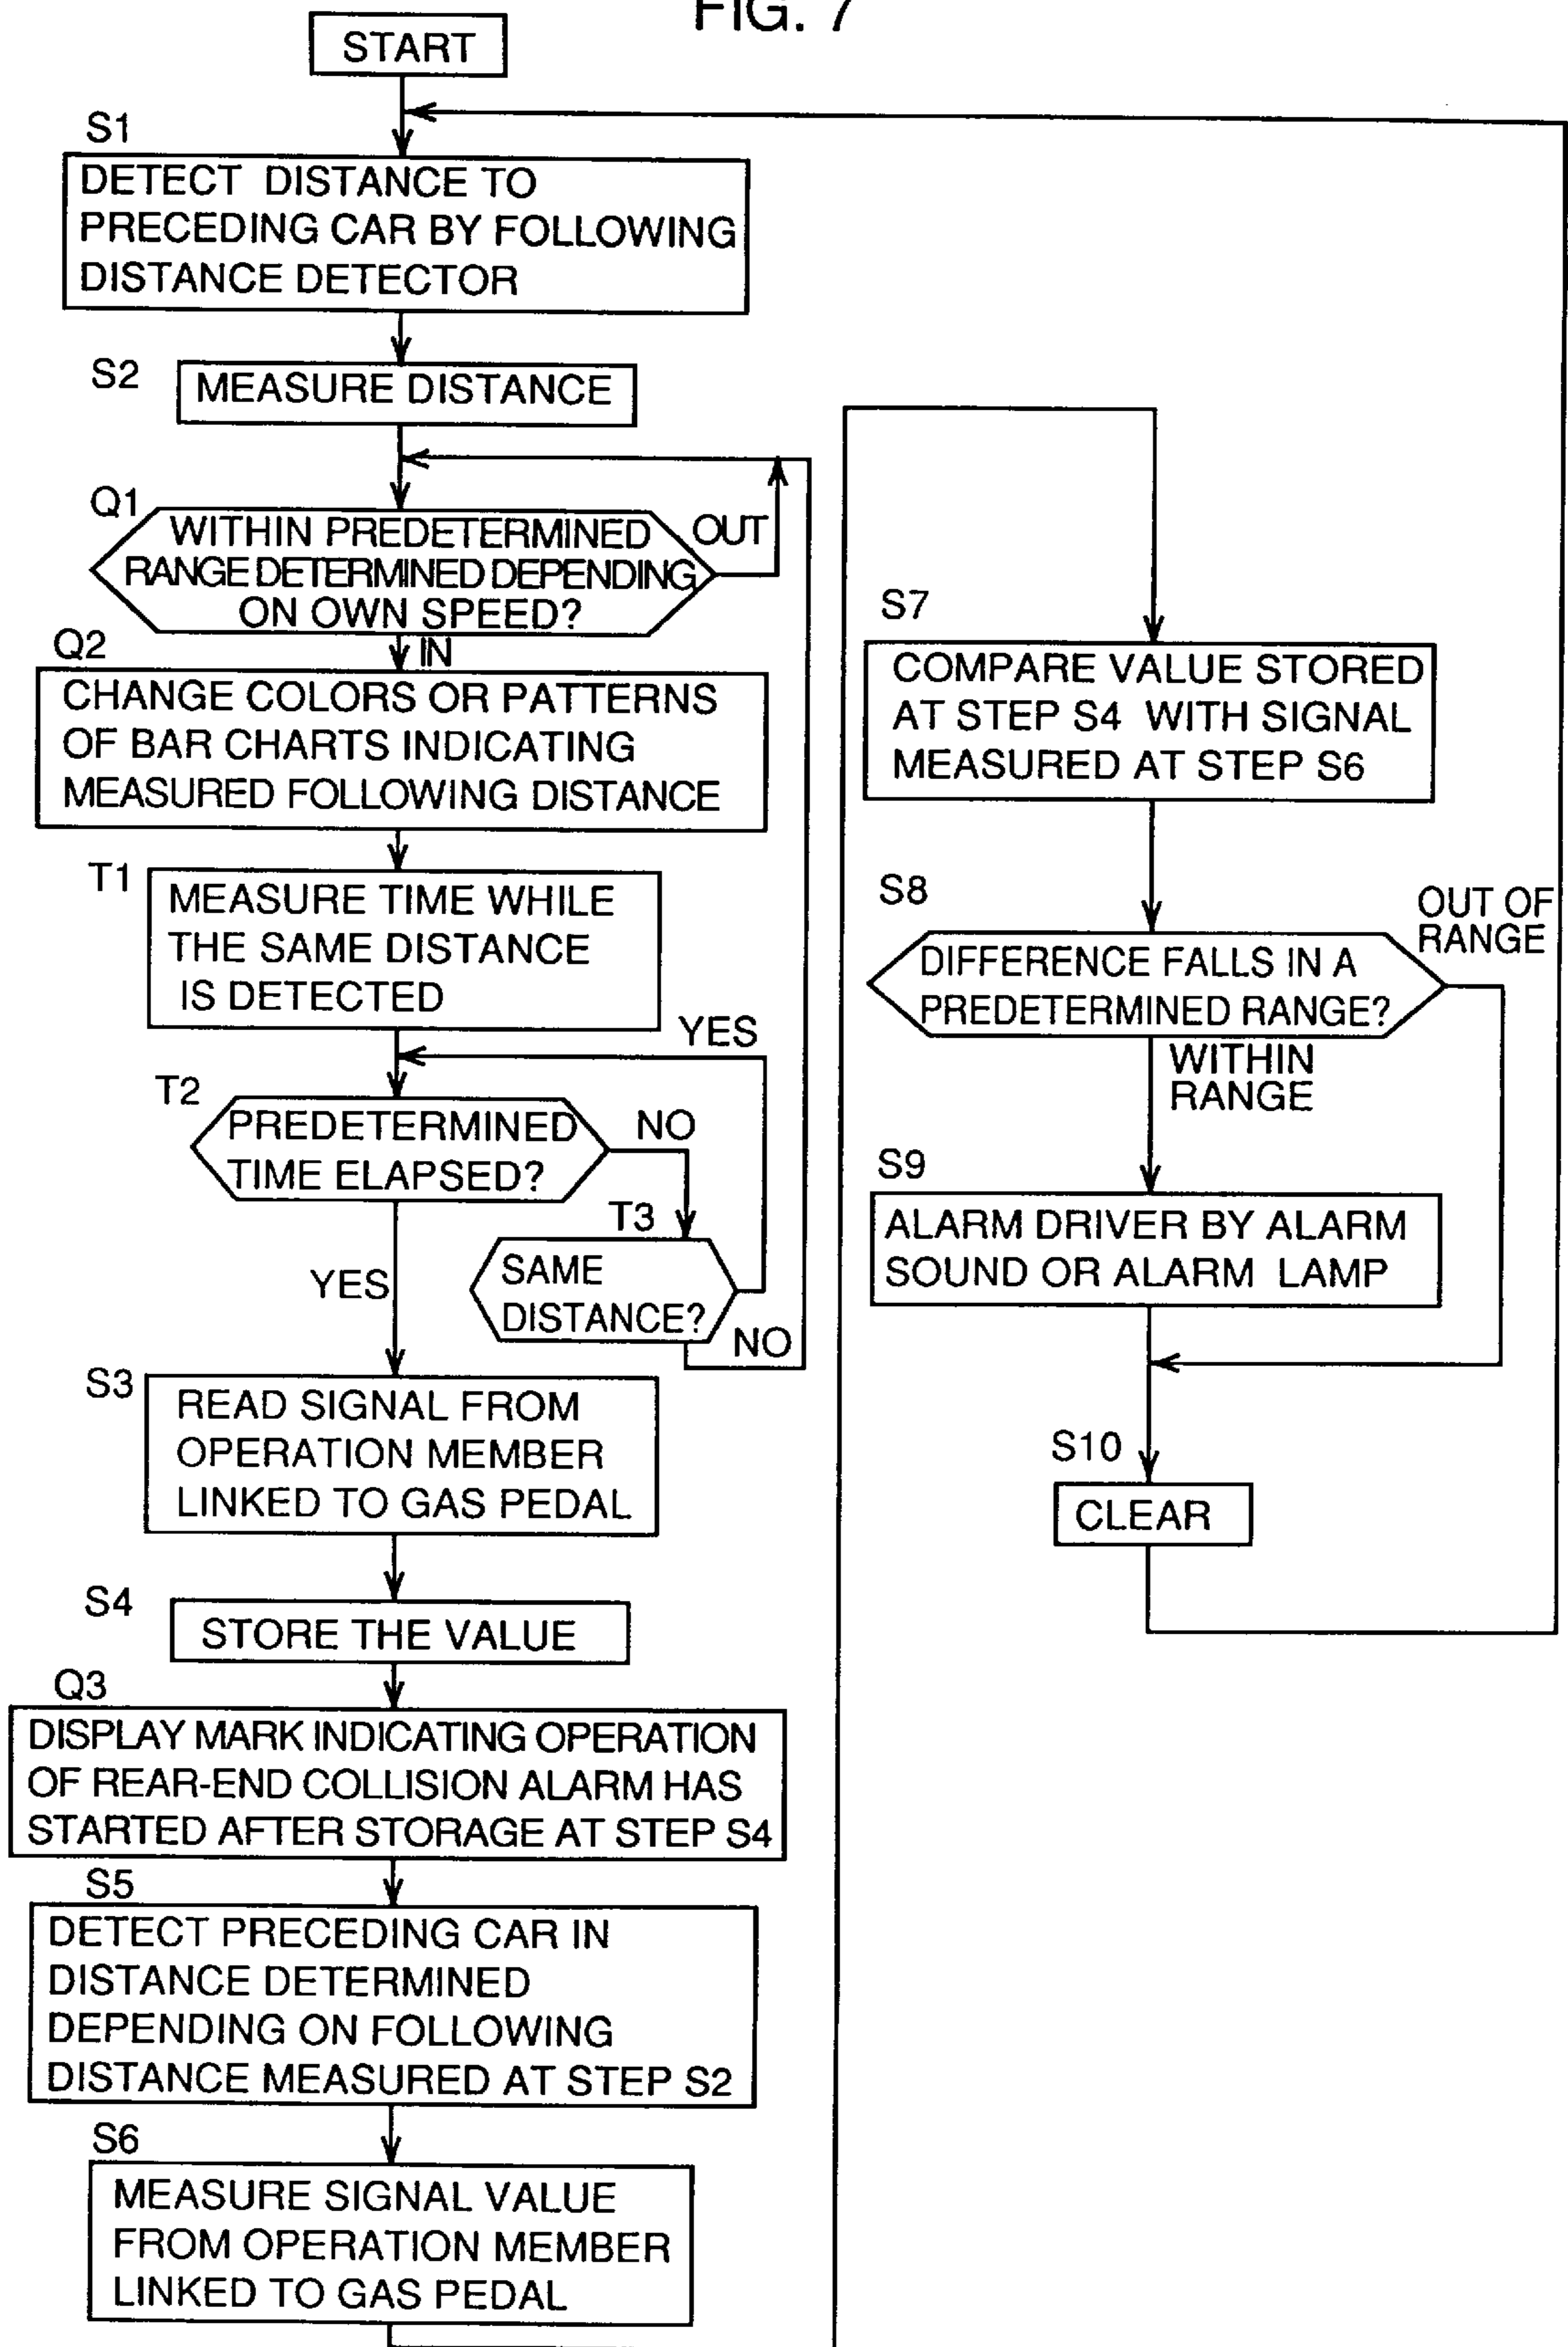 FIG. 7
START
S1
DETECT DISTANCE TO
PRECEDING CAR BY FOLLOWING
DISTANCE DETECTOR
S2
MEASURE DISTANCE
Q1
WITHIN PREDETERMINED
RANGE DETERMINED DEPENDING
ON OWN SPEED?
OUT
IN
Q2
CHANGE COLORS OR PATTERNS
OF BAR CHARTS INDICATING
MEASURED FOLLOWING DISTANCE
T1
MEASURE TIME WHILE
THE SAME DISTANCE
IS DETECTED
YES
T2
PREDETERMINED
TIME ELAPSED?
NO
T3
SAME
DISTANCE?
NO
YES
S3
READ SIGNAL FROM
OPERATION MEMBER
LINKED TO GAS PEDAL
S4
STORE THE VALUE
Q3
DISPLAY MARK INDICATING OPERATION
OF REAR-END COLLISION ALARM HAS
STARTED AFTER STORAGE AT STEP S4
S5
DETECT PRECEDING CAR IN
DISTANCE DETERMINED
DEPENDING ON FOLLOWING
DISTANCE MEASURED AT STEP S2
S6
MEASURE SIGNAL VALUE
FROM OPERATION MEMBER
LINKED TO GAS PEDAL
S7
COMPARE VALUE STORED
AT STEP S4 WITH SIGNAL
MEASURED AT STEP S6
S8
DIFFERENCE FALLS IN A
PREDETERMINED RANGE?
OUT OF
RANGE
WITHIN
RANGE
S9
ALARM DRIVER BY ALARM
SOUND OR ALARM LAMP
S10
CLEAR